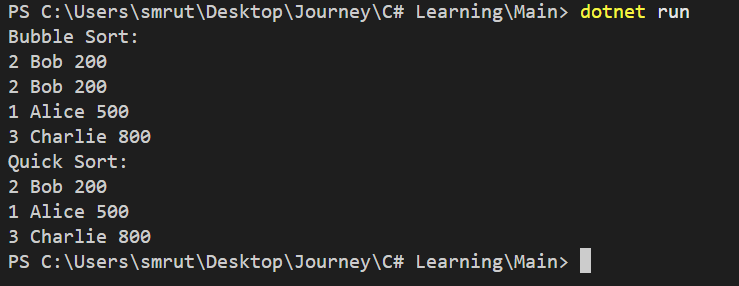 PS C:\Users\smrut\Desktop\Journey\C# Learning\Main> dotnet run
Bubble Sort:
2 Bob 200
2 Bob 200
1 Alice 500
3 Charlie 800
Quick Sort:
2 Bob 200
1 Alice 500
3 Charlie 800
PS C:\Users\smrut\Desktop\Journey\C# Learning\Main>